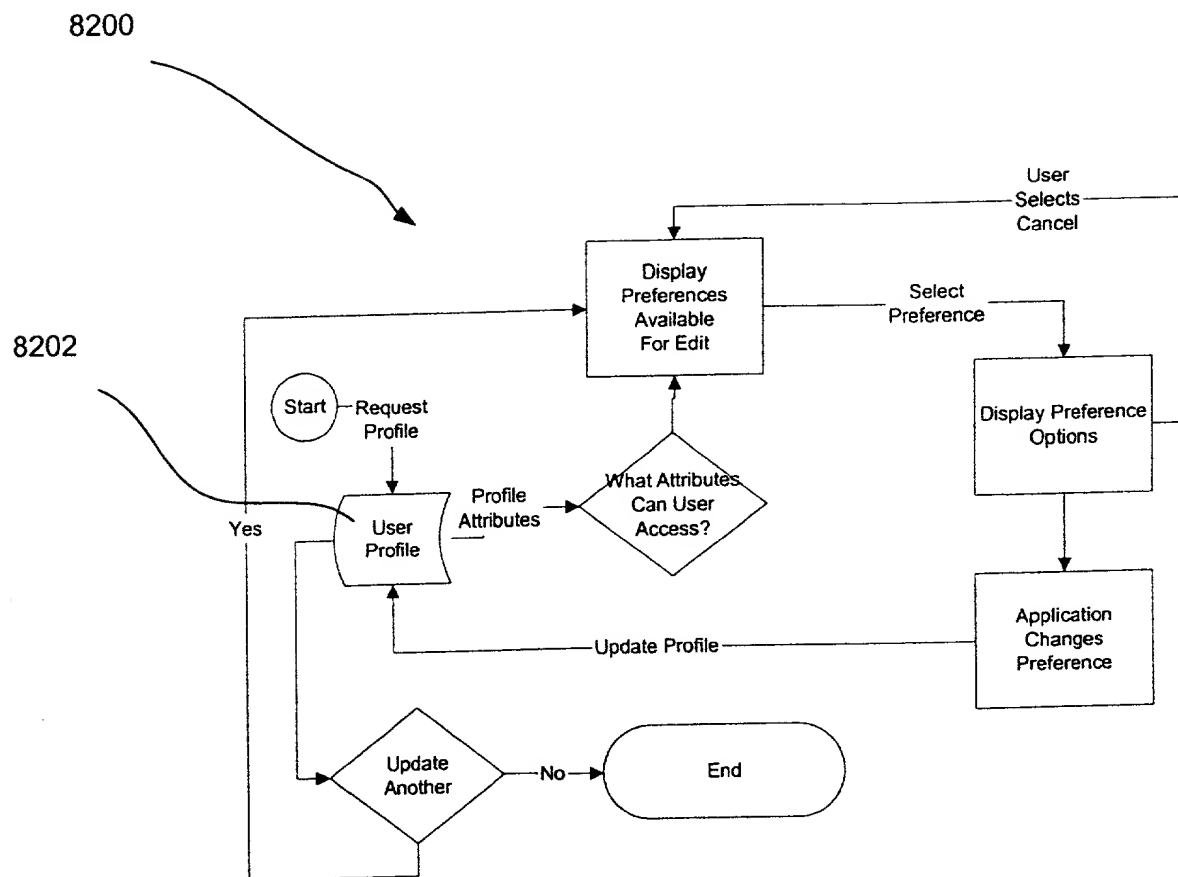 8200
User
Selects
Cancel
Display
Preferences
Available
For Edit
Select
Preference
8202
Start
Request
Profile
Display Preference
Options
What Attributes
Can User
Access?
Profile
Attributes
User
Profile
Yes
Application
Changes
Preference
Update Profile
Update
Another
No
End